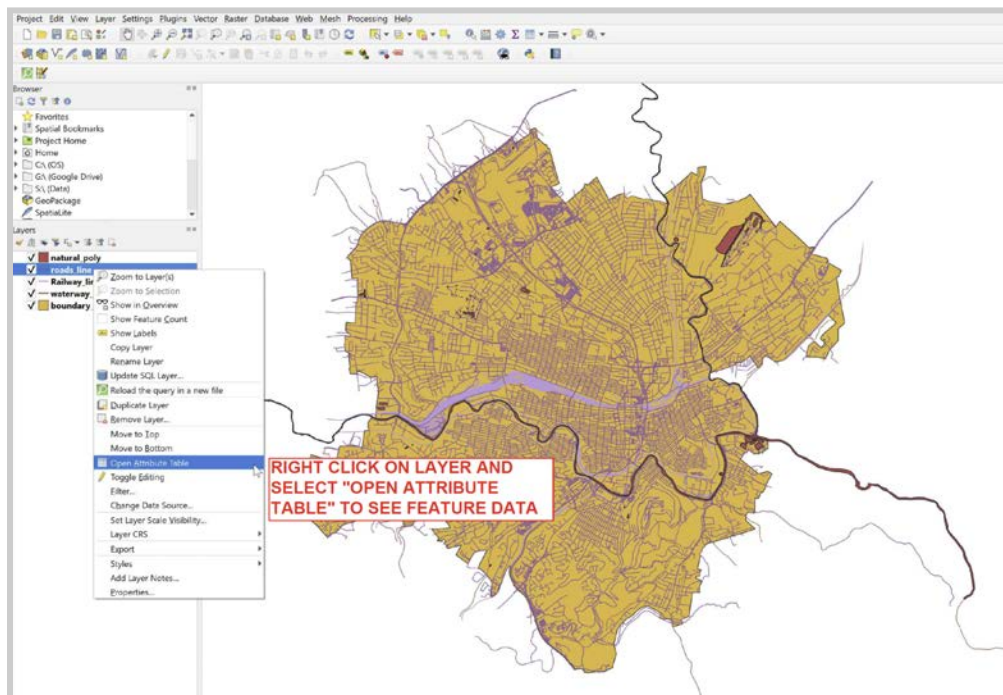 Project Edit View Layer Settings Plugins Vector Raster Database Web Mesh Processing Help
Browser
Favorites
Spatial Bookmarks
Project Home
Home
C:\ (OS)
G:\ (Google Drive)
S:\ (Data)
GeoPackage
SpatiaLite
Layers
natural_poly
roads_line
Railway_lin
waterway_
boundary_
Zoom to Layer(s)
Zoom to Selection
Show in Overview
Show Feature Count
Show Labels
Copy Layer
Rename Layer
Update SQL Layer...
Reload the query in a new file
Duplicate Layer
Remove Layer...
Move to Top
Move to Bottom
Open Attribute Table
Toggle Editing
Filter...
Change Data Source...
Set Layer Scale Visibility...
Layer CRS
Export
Styles
Add Layer Notes...
Properties...
RIGHT CLICK ON LAYER AND
SELECT "OPEN ATTRIBUTE
TABLE" TO SEE FEATURE DATA